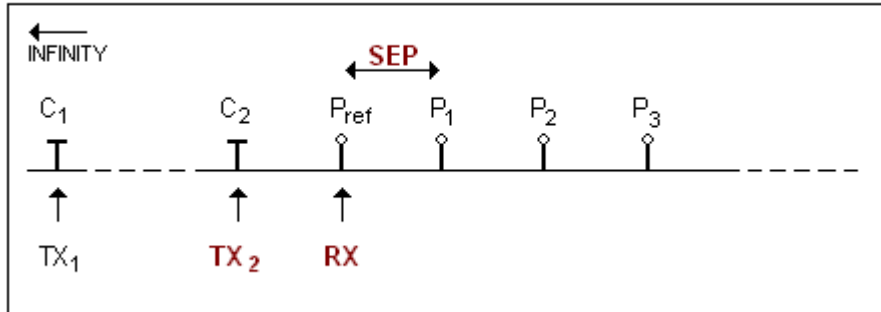 INFINITY
SEP
C1 C2 Pref P1 P2 P3
TX1 TX2 RX